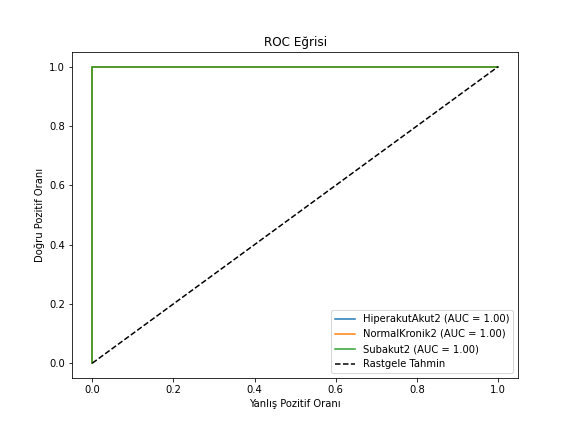 ROC Eğrisi
Doğru Pozitif Oranı
1.0
0.8
0.6
0.4
0.2
0.0
HiperakutAkut2 (AUC = 1.00)
NormalKronik2 (AUC = 1.00)
Subakut2 (AUC = 1.00)
Rastgele Tahmin
0.0 0.2 0.4 0.6 0.8 1.0
Yanlış Pozitif Oranı